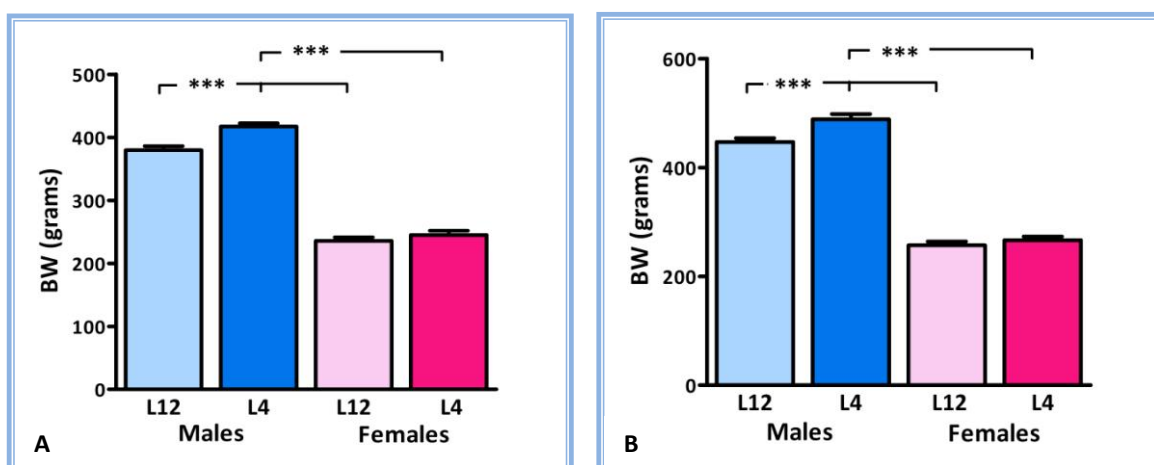 ***
***
500
400
300
200
100
0
BW (grams)
L12 L4 L12 L4
Males Females
A
***
***
600
400
200
0
BW (grams)
L12 L4 L12 L4
Males Females
B